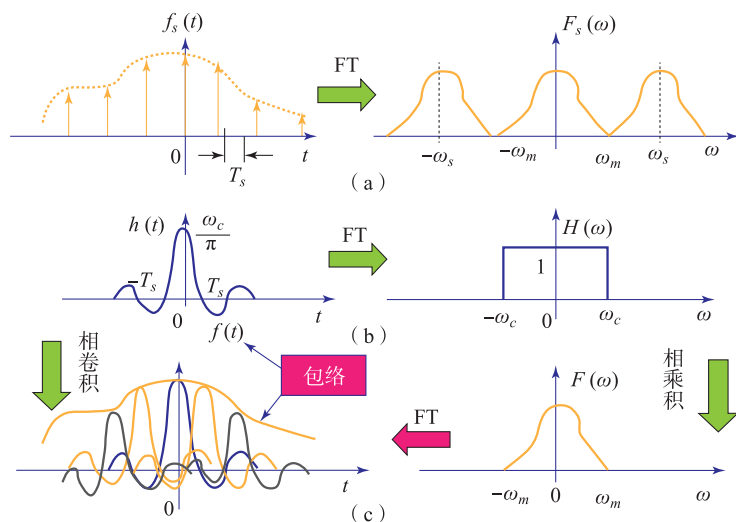 fs(t)
FT
Fs(ω)
0
t
Ts
-ωs
-ωm
0
ωm
ωs
ω
（a）
h(t)
ωc
π
FT
H(ω)
1
-Ts
Ts
0
t
-ωc
0
ωc
ω
（b）
相卷积
f(t)
包络
相乘积
FT
F(ω)
0
t
-ωm
0
ωm
ω
（c）